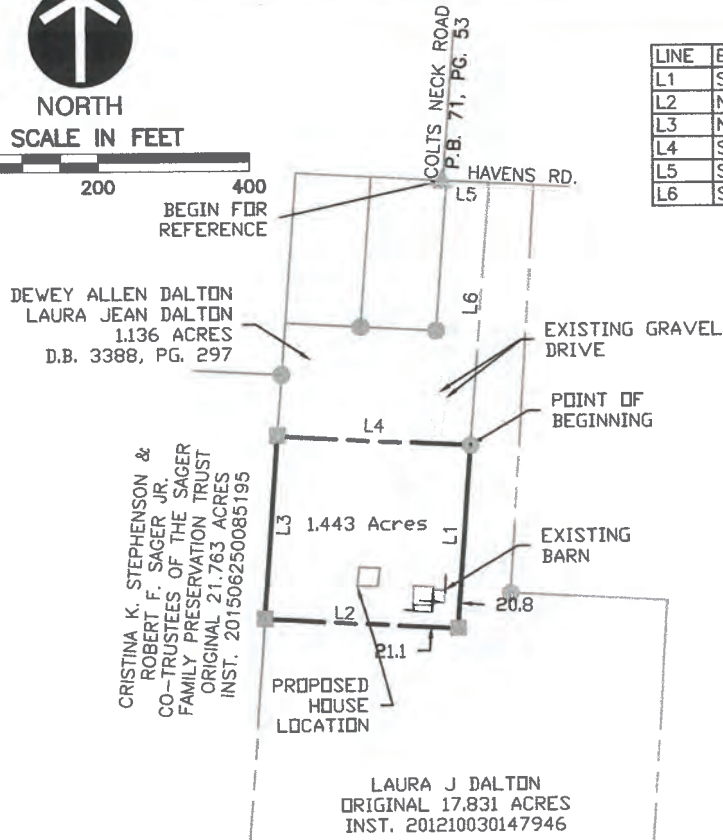 NORTH
SCALE IN FEET
200
400
COLTS NECK ROAD
P.B. 71, PG. 53
HAVENS RD.
L5
BEGIN FOR
REFERENCE
LINE
L1 S
L2 N
L3 N
L4 S
L5 S
L6 S
DEWEY ALLEN DALTON
LAURA JEAN DALTON
1.136 ACRES
D.B. 3388, PG. 297
L6
EXISTING GRAVEL
DRIVE
POINT OF
BEGINNING
L4
CRISTINA K. STEPHENSON &
ROBERT F. SAGER JR.
CO-TRUSTEES OF THE SAGER
FAMILY PRESERVATION TRUST
ORIGINAL 21.763 ACRES
INST. 201506250085195
L3
1.443 Acres
L1
EXISTING
BARN
L2
20.8
21.1
PROPOSED
HOUSE
LOCATION
LAURA J DALTON
ORIGINAL 17.831 ACRES
INST. 201210030147946